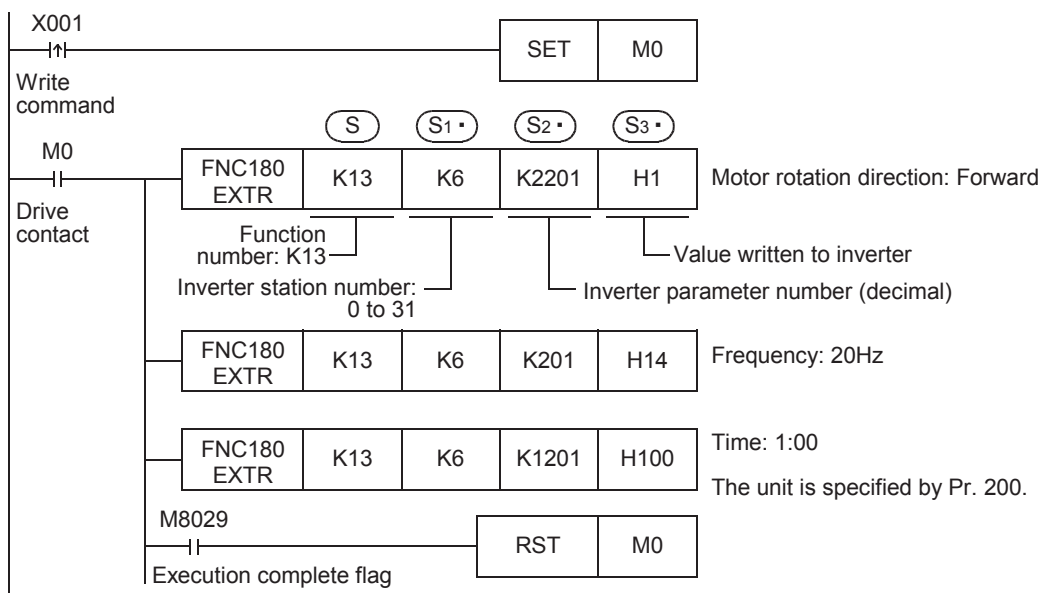 X001
SET M0
Write
command
S S1· S2· S3·
M0
FNC180
EXTR K13 K6 K2201 H1 Motor rotation direction: Forward
Drive
contact
Function
number: K13
Value written to inverter
Inverter station number:
0 to 31
Inverter parameter number (decimal)
FNC180
EXTR K13 K6 K201 H14 Frequency: 20Hz
FNC180
EXTR K13 K6 K1201 H100 Time: 1:00
The unit is specified by Pr. 200.
M8029
RST M0
Execution complete flag